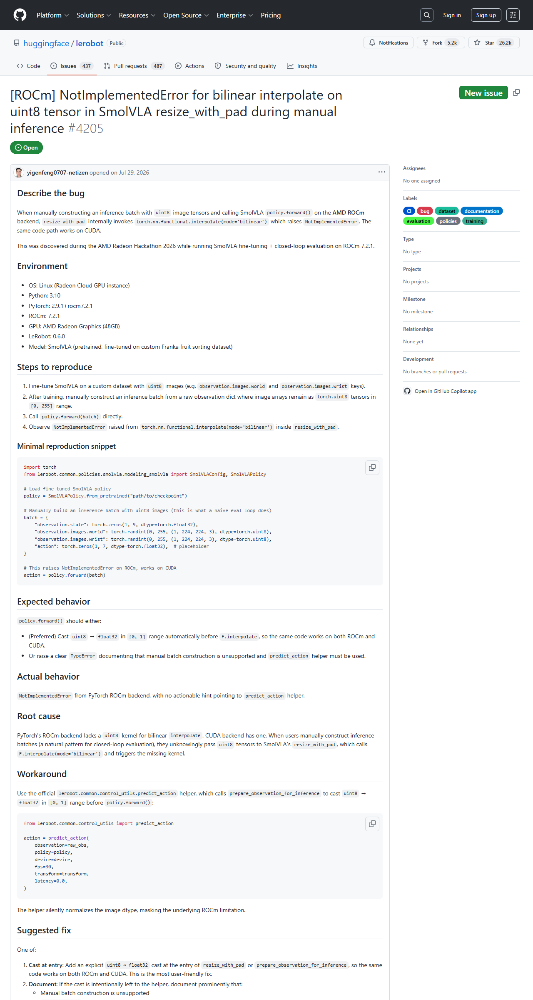 Platform Solutions Resources Open Source Enterprise Pricing Sign in Sign up
huggingface / lerobot Public Notifications Fork 5.2k Star 26.2k
Code Issues 437 Pull requests 487 Actions Security and quality Insights
[ROCm] NotImplementedError for bilinear interpolate on
uint8 tensor in SmolVLA resize_with_pad during manual
inference #4205
New issue
Open
yigenfeng0707-netizen opened on Jul 29, 2026
Describe the bug
When manually constructing an inference batch with uint8 image tensors and calling SmolVLA policy.forward() on the AMD ROCm
backend, resize_with_pad internally invokes torch.nn.functional.interpolate(mode='bilinear') which raises NotImplementedError. The
same code path works on CUDA.
This was discovered during the AMD Radeon Hackathon 2026 while running SmolVLA fine-tuning + closed-loop evaluation on ROCm 7.2.1.
Environment
OS: Linux (Radeon Cloud GPU instance)
Python: 3.10
PyTorch: 2.9.1+rocm7.2.1
ROCm: 7.2.1
GPU: AMD Radeon Graphics (48GB)
LeRobot: 0.6.0
Model: SmolVLA (pretrained, fine-tuned on custom Franka fruit sorting dataset)
Steps to reproduce
1. Fine-tune SmolVLA on a custom dataset with uint8 images (e.g. observation.images.world and observation.images.wrist keys).
2. After training, manually construct an inference batch from a raw observation dict where image arrays remain as torch.uint8 tensors in
[0, 255] range.
3. Call policy.forward(batch) directly.
4. Observe NotImplementedError raised from torch.nn.functional.interpolate(mode='bilinear') inside resize_with_pad.
Minimal reproduction snippet
import torch
from lerobot.common.policies.smolvla.modeling_smolvla import SmolVLAConfig, SmolVLAPolicy
# Load fine-tuned SmolVLA policy
policy = SmolVLAPolicy.from_pretrained("path/to/checkpoint")
# Manually build an inference batch with uint8 images (this is what a naive eval loop does)
batch = {
"observation.state": torch.zeros(1, 9, dtype=torch.float32),
"observation.images.world": torch.randint(0, 255, (1, 224, 224, 3), dtype=torch.uint8),
"observation.images.wrist": torch.randint(0, 255, (1, 224, 224, 3), dtype=torch.uint8),
"action": torch.zeros(1, 7, dtype=torch.float32), # placeholder
}
# This raises NotImplementedError on ROCm, works on CUDA
action = policy.forward(batch)
Expected behavior
policy.forward() should either:
(Preferred) Cast uint8 → float32 in [0, 1] range automatically before F.interpolate, so the same code works on both ROCm and
CUDA.
Or raise a clear TypeError documenting that manual batch construction is unsupported and predict_action helper must be used.
Actual behavior
NotImplementedError from PyTorch ROCm backend, with no actionable hint pointing to predict_action helper.
Root cause
PyTorch's ROCm backend lacks a uint8 kernel for bilinear interpolate. CUDA backend has one. When users manually construct inference
batches (a natural pattern for closed-loop evaluation), they unknowingly pass uint8 tensors to SmolVLA's resize_with_pad, which calls
F.interpolate(mode='bilinear') and triggers the missing kernel.
Workaround
Use the official lerobot.common.control_utils.predict_action helper, which calls prepare_observation_for_inference to cast uint8 →
float32 in [0, 1] range before policy.forward():
from lerobot.common.control_utils import predict_action
action = predict_action(
observation=raw_obs,
policy=policy,
device=device,
fps=30,
transform=transform,
latency=0.0,
)
The helper silently normalizes the image dtype, masking the underlying ROCm limitation.
Suggested fix
One of:
1. Cast at entry: Add an explicit uint8 → float32 cast at the entry of resize_with_pad or prepare_observation_for_inference, so the same
code works on both ROCm and CUDA. This is the most user-friendly fix.
2. Document: If the cast is intentionally left to the helper, document prominently that:
Manual batch construction is unsupported
Assignees
No one assigned
Labels
CI bug dataset documentation
evaluation policies training
Type
No type
Projects
No projects
Milestone
No milestone
Relationships
None yet
Development
No branches or pull requests
Open in GitHub Copilot app